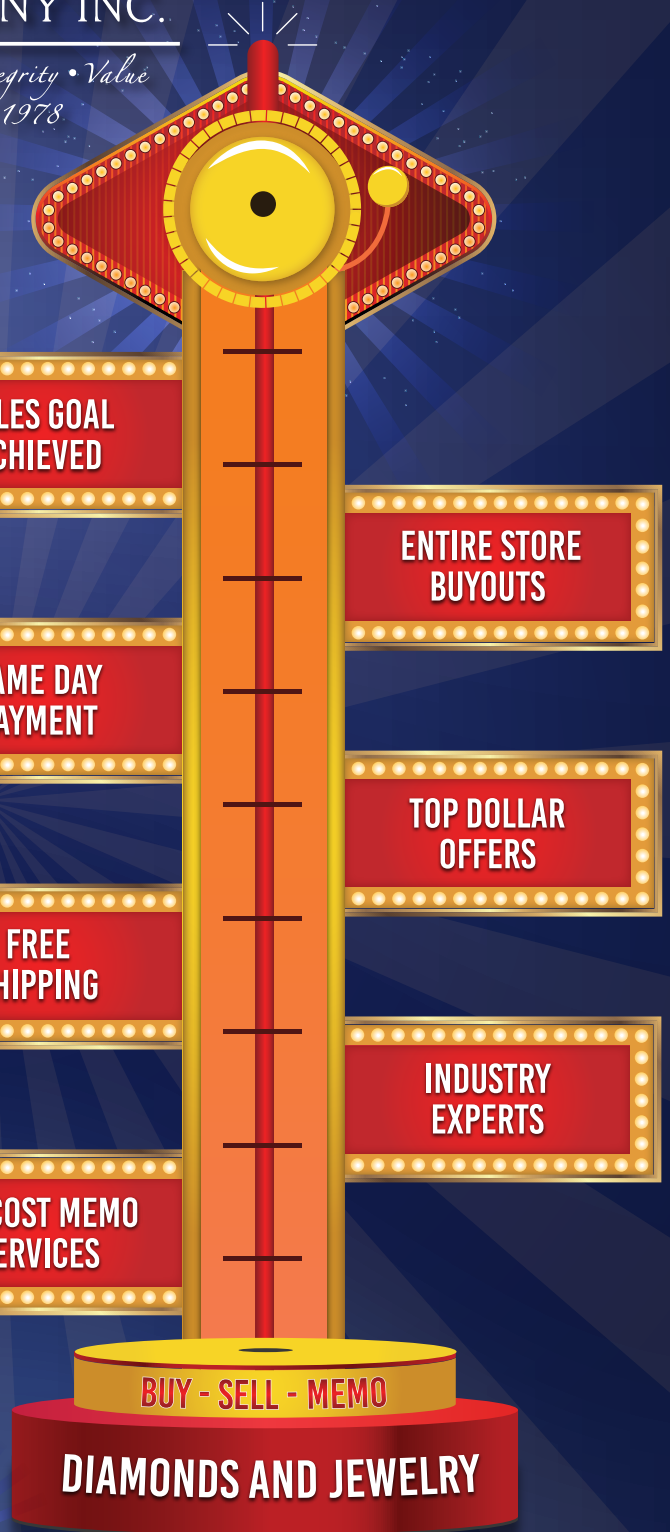 NY INC.
egrity • Value
1978
LES GOAL
CHIEVED
ENTIRE STORE
BUYOUTS
AME DAY
AYMENT
TOP DOLLAR
OFFERS
FREE
HIPPING
INDUSTRY
EXPERTS
COST MEMO
ERVICES
BUY - SELL - MEMO
DIAMONDS AND JEWELRY